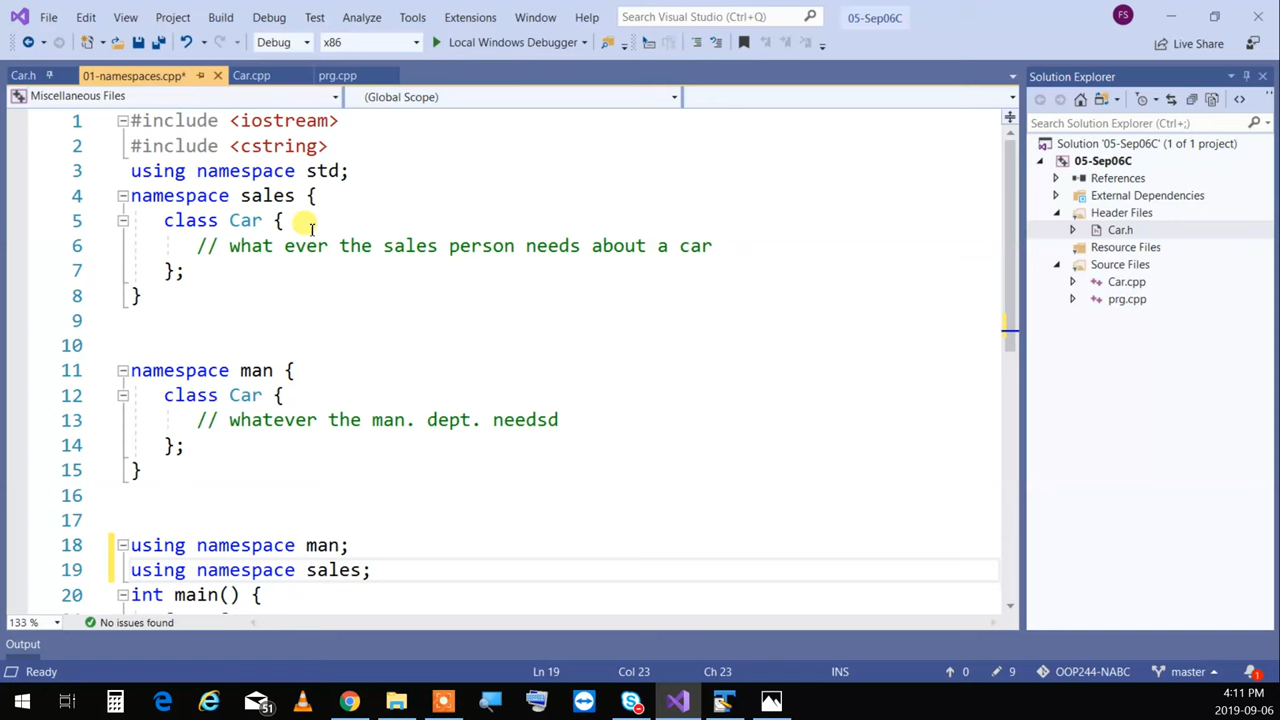 File Edit View Project Build Debug Test Analyze Tools Extensions Window Help Search Visual Studio (Ctrl+Q) 05-Sep06C FS
Debug x86 Local Windows Debugger Live Share
Car.h 01-namespaces.cpp* Car.cpp prg.cpp
Miscellaneous Files (Global Scope)
1 #include <iostream>
2 #include <cstring>
3 using namespace std;
4 namespace sales {
5 class Car {
6 // what ever the sales person needs about a car
7 };
8 }
9
10
11 namespace man {
12 class Car {
13 // whatever the man. dept. needsd
14 };
15 }
16
17
18 using namespace man;
19 using namespace sales;
20 int main() {
133 % No issues found
Output
Ready Ln 19 Col 23 Ch 23 INS 0 9 OOP244-NABC master 1
Solution Explorer
Search Solution Explorer (Ctrl+;)
Solution '05-Sep06C' (1 of 1 project)
05-Sep06C
References
External Dependencies
Header Files
Car.h
Resource Files
Source Files
Car.cpp
prg.cpp
51
4:11 PM
2019-09-06